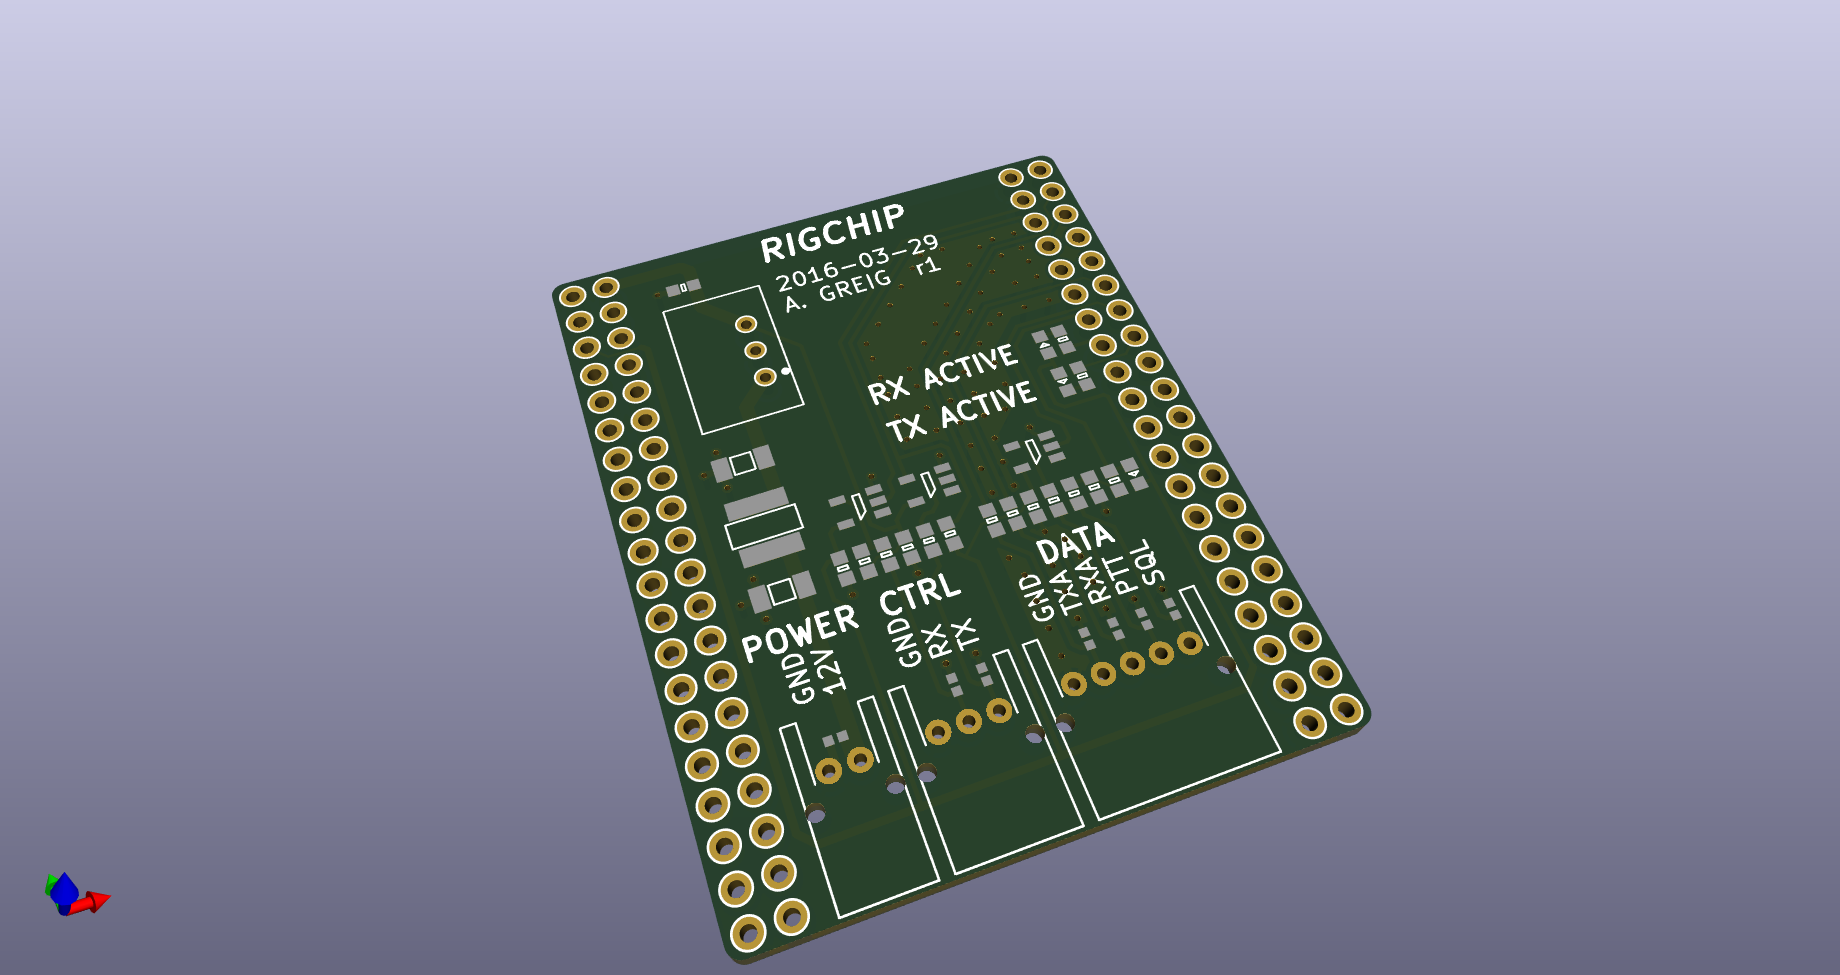 RIGCHIP
2016-03-29
A. GREIG r1
RX ACTIVE
TX ACTIVE
DATA
GND
TXA
RXA
PTT
SQL
CTRL
GND
RX
TX
POWER
GND
12V